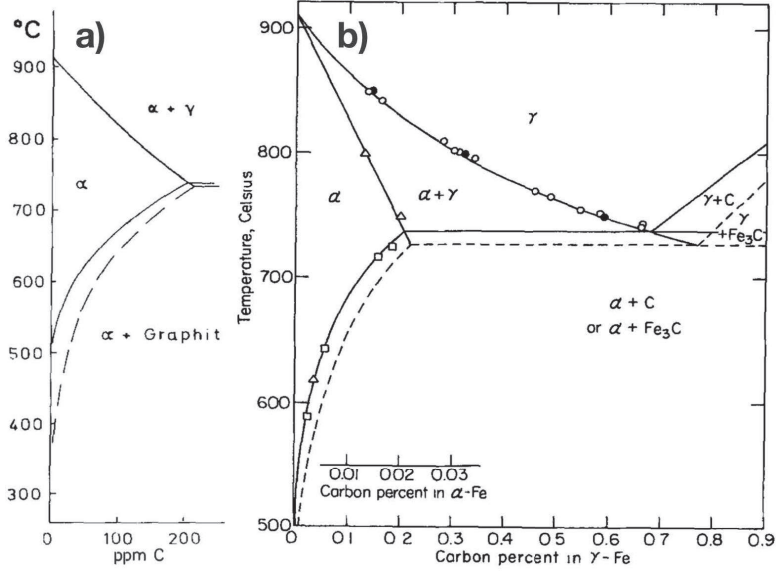 °C
a)
900
800
700
600
500
400
300
α + γ
α
α + Graphit
0 100 200
ppm C
b)
900
800
700
600
500
Temperature, Celsius
γ
α
α+γ
γ+C
γ
+Fe₃C
α + C
or α + Fe₃C
0.01 0.02 0.03
Carbon percent in α-Fe
0 0.1 0.2 0.3 0.4 0.5 0.6 0.7 0.8 0.9
Carbon percent in γ-Fe